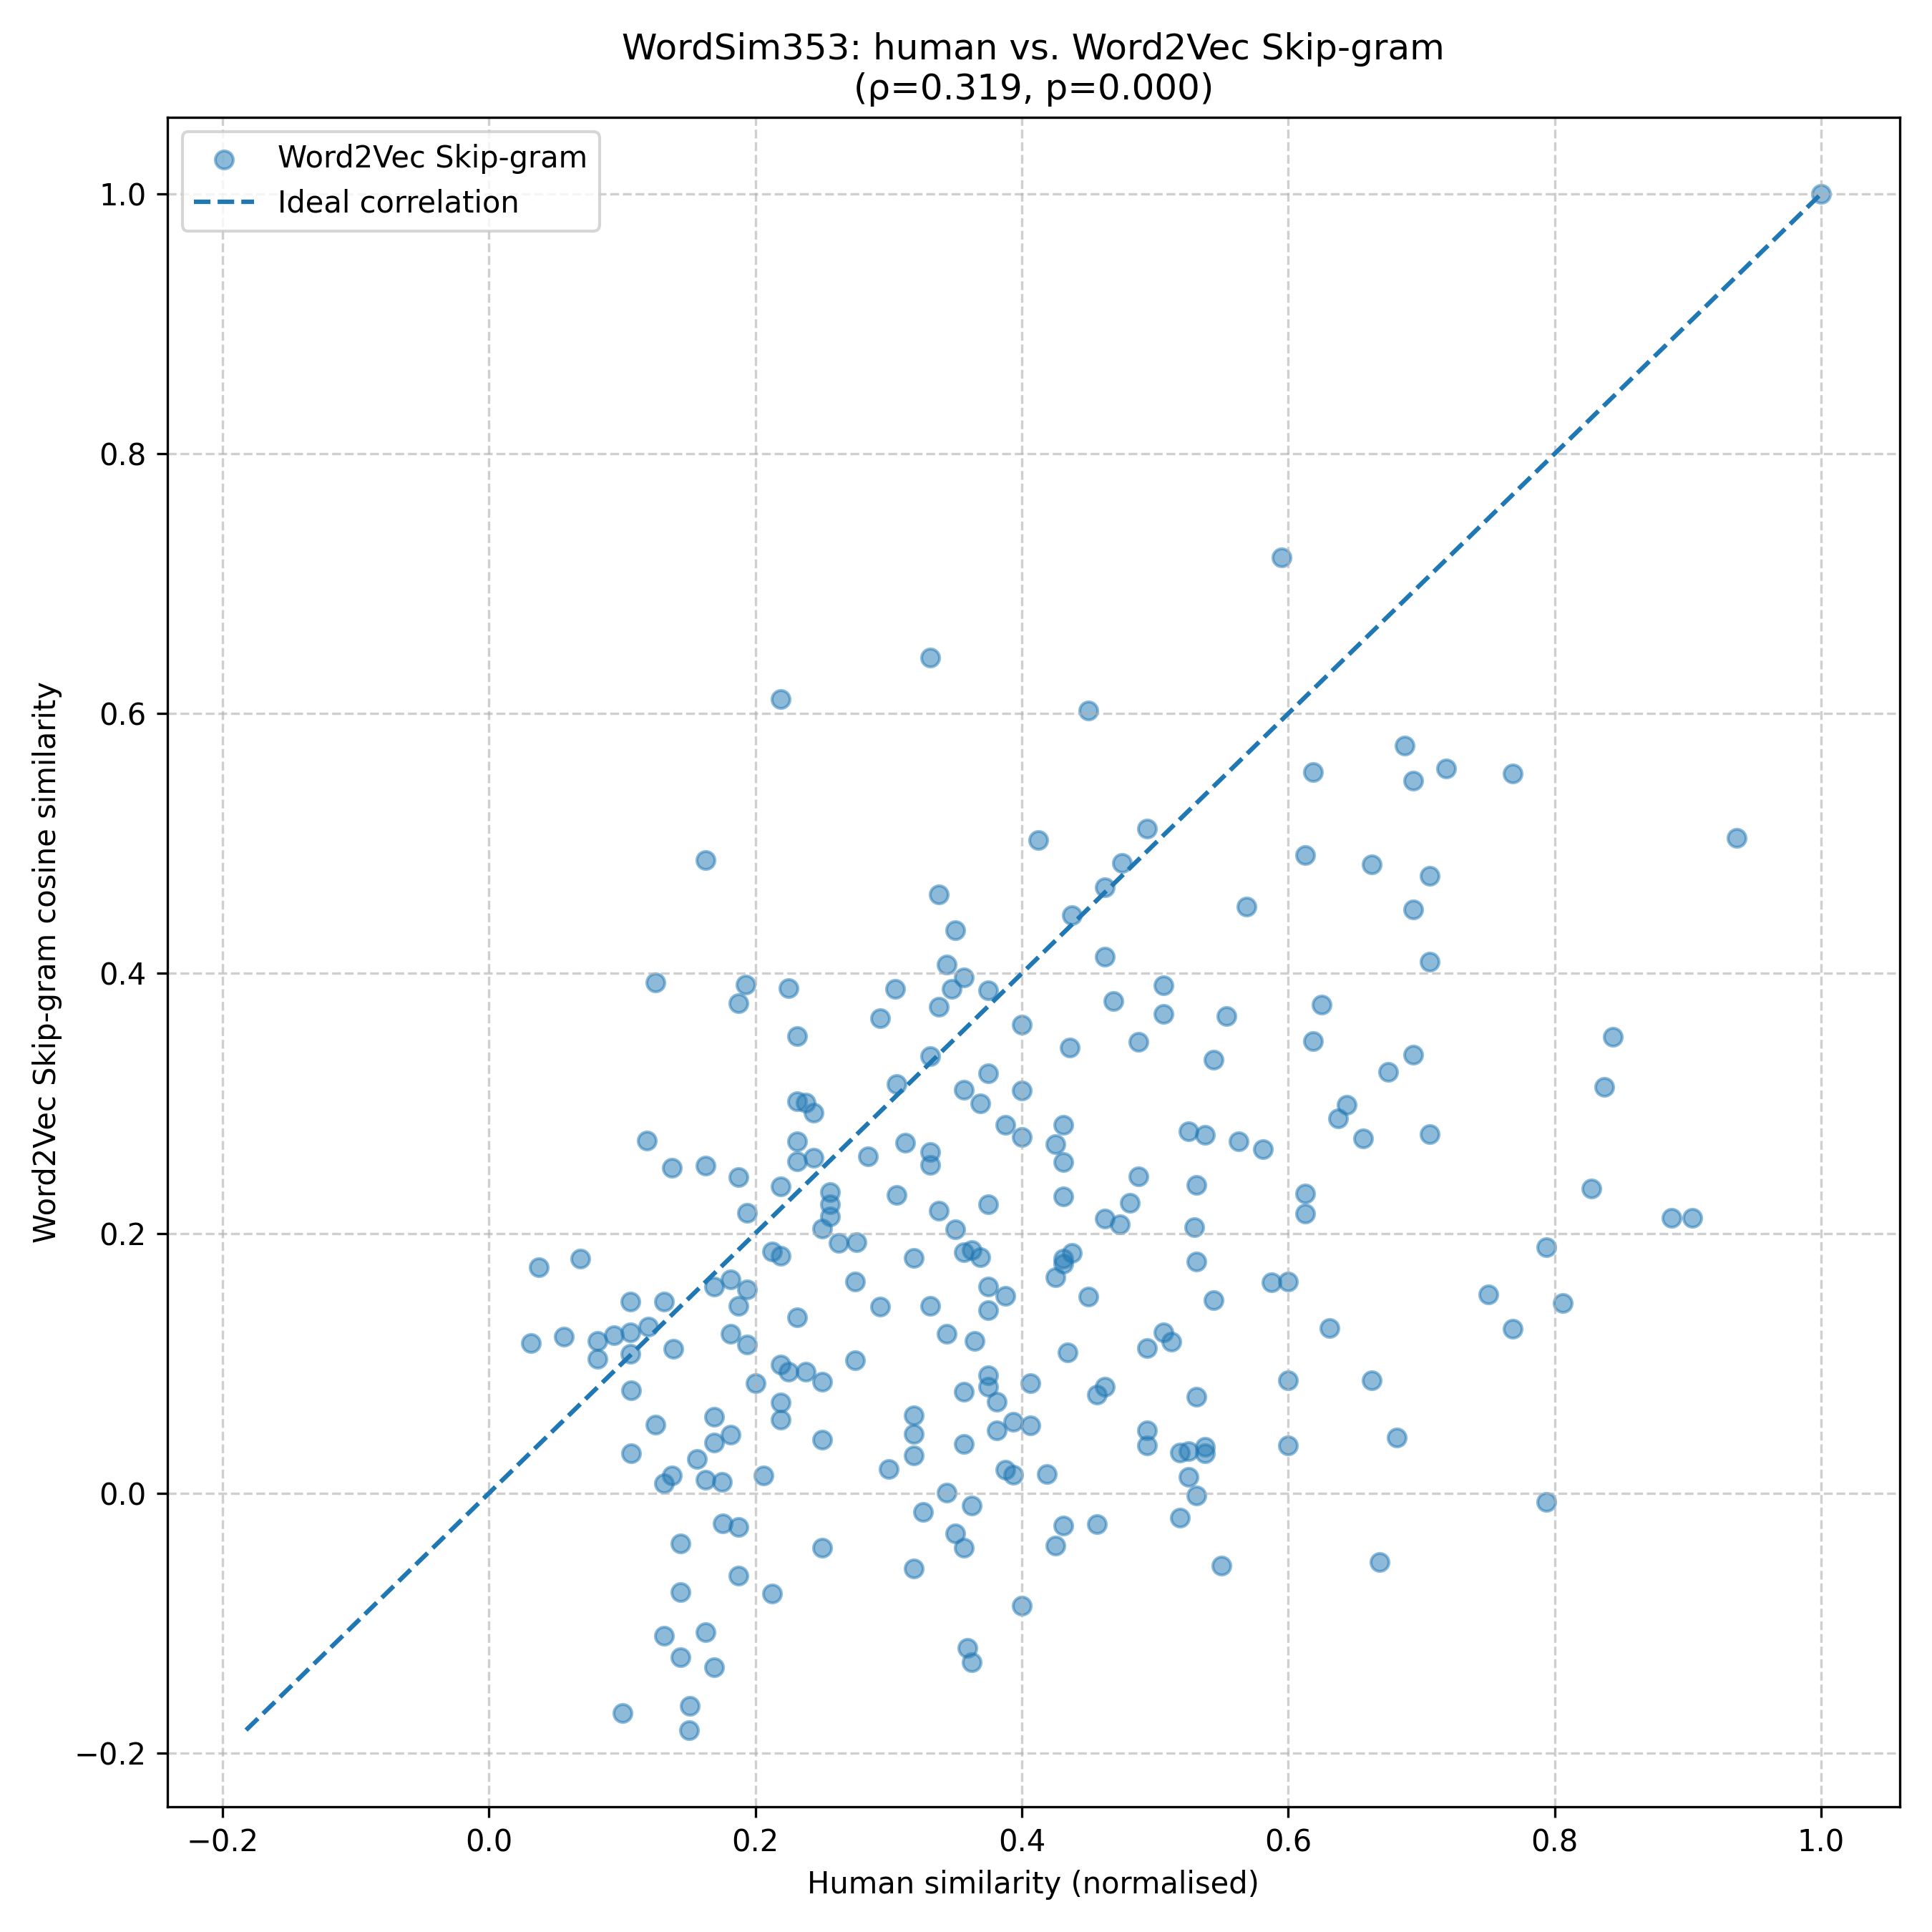 WordSim353: human vs. Word2Vec Skip-gram
(ρ=0.319, p=0.000)
Word2Vec Skip-gram
Ideal correlation
1.0
0.8
0.6
0.4
0.2
0.0
−0.2
Word2Vec Skip-gram cosine similarity
−0.2 0.0 0.2 0.4 0.6 0.8 1.0
Human similarity (normalised)